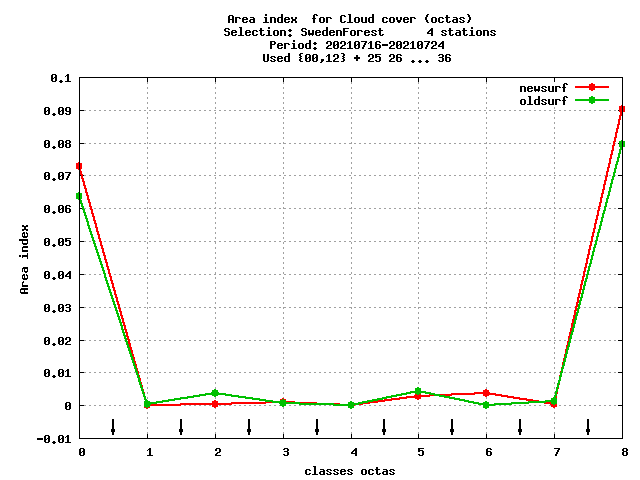 Area index  for Cloud cover (octas)
Selection: SwedenForest      4 stations
Period: 20210716-20210724
Used {00,12} + 25 26 ... 36
newsurf
oldsurf
0.1
0.09
0.08
0.07
0.06
0.05
0.04
0.03
0.02
0.01
0
-0.01
Area index
0 1 2 3 4 5 6 7 8
classes octas